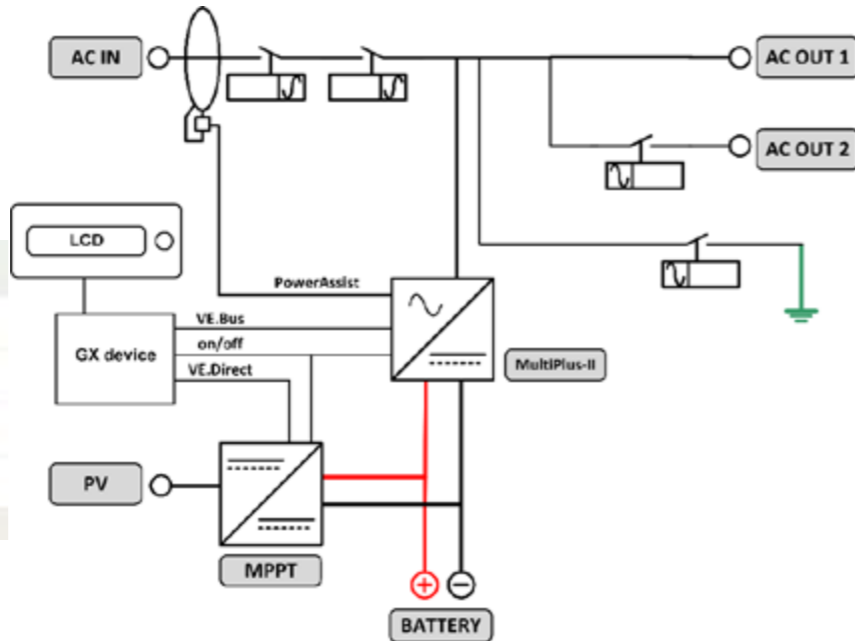 AC IN
AC OUT 1
AC OUT 2
LCD
PowerAssist
VE.Bus
GX device
on/off
VE.Direct
MultiPlus-II
PV
MPPT
+ −
BATTERY